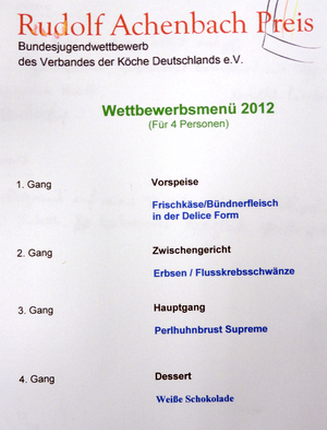 Rudolf Achenbach Preis
Bundesjugendwettbewerb
des Verbandes der Köche Deutschlands e.V.
Wettbewerbsmenü 2012
(Für 4 Personen)
1. Gang Vorspeise
Frischkäse/Bündnerfleisch
in der Delice Form
2. Gang Zwischengericht
Erbsen / Flusskrebsschwänze
3. Gang Hauptgang
Perlhuhnbrust Supreme
4. Gang Dessert
Weiße Schokolade